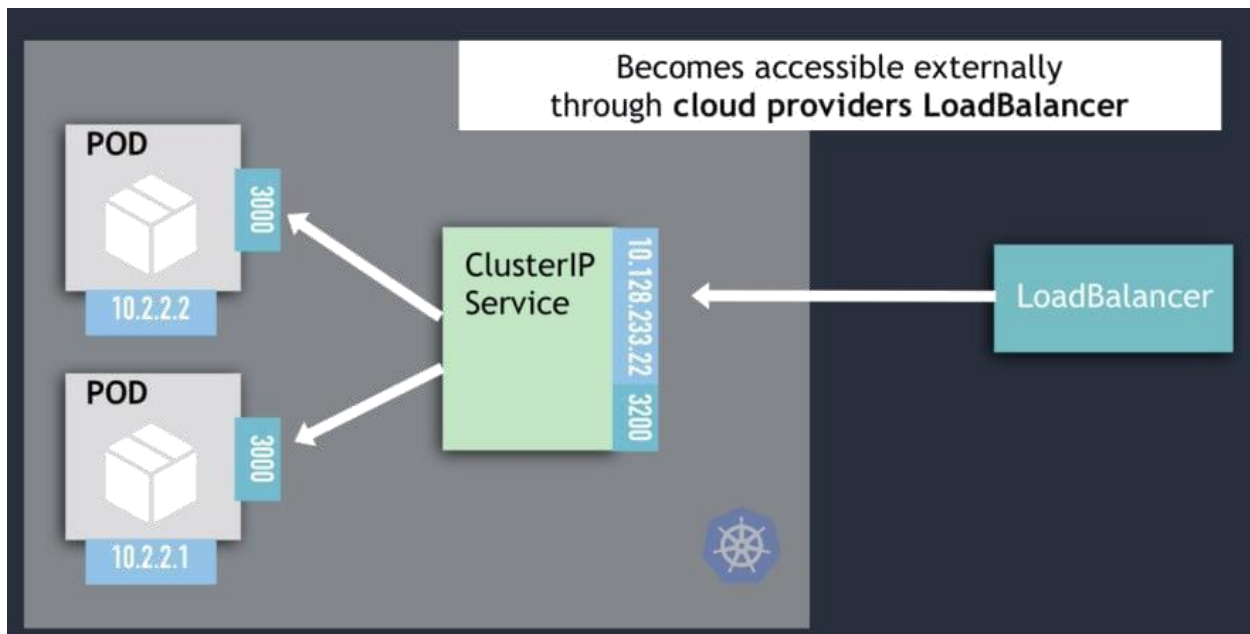 Becomes accessible externally
through cloud providers LoadBalancer
POD
3000
10.2.2.2
POD
3000
10.2.2.1
ClusterIP
Service
10.128.233.22
3200
LoadBalancer